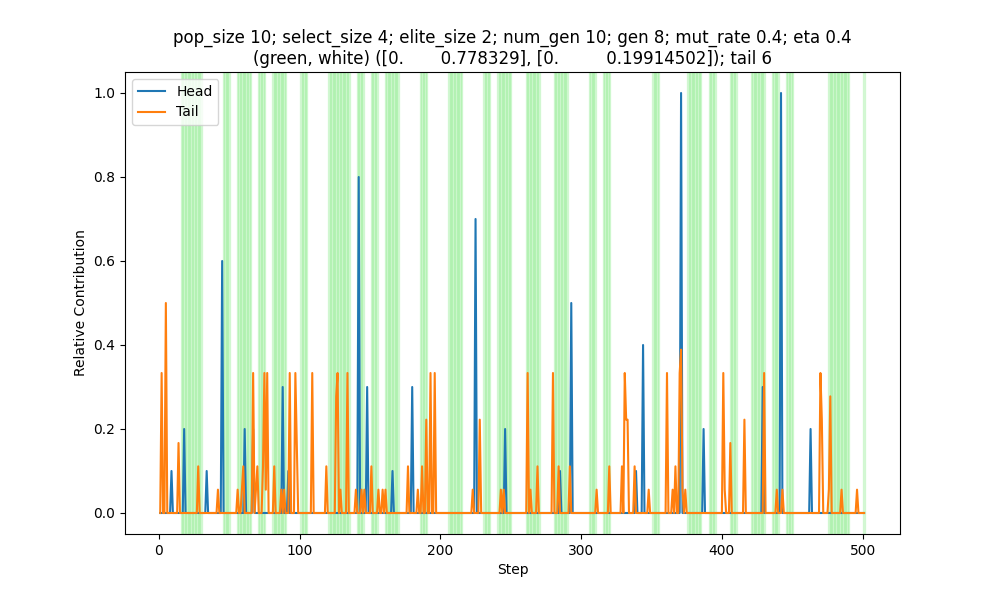 pop_size 10; select_size 4; elite_size 2; num_gen 10; gen 8; mut_rate 0.4; eta 0.4
(green, white) ([0.       0.778329], [0.         0.19914502]); tail 6
Head
Tail
1.0
0.8
0.6
0.4
0.2
0.0
Relative Contribution
0
100
200
300
400
500
Step